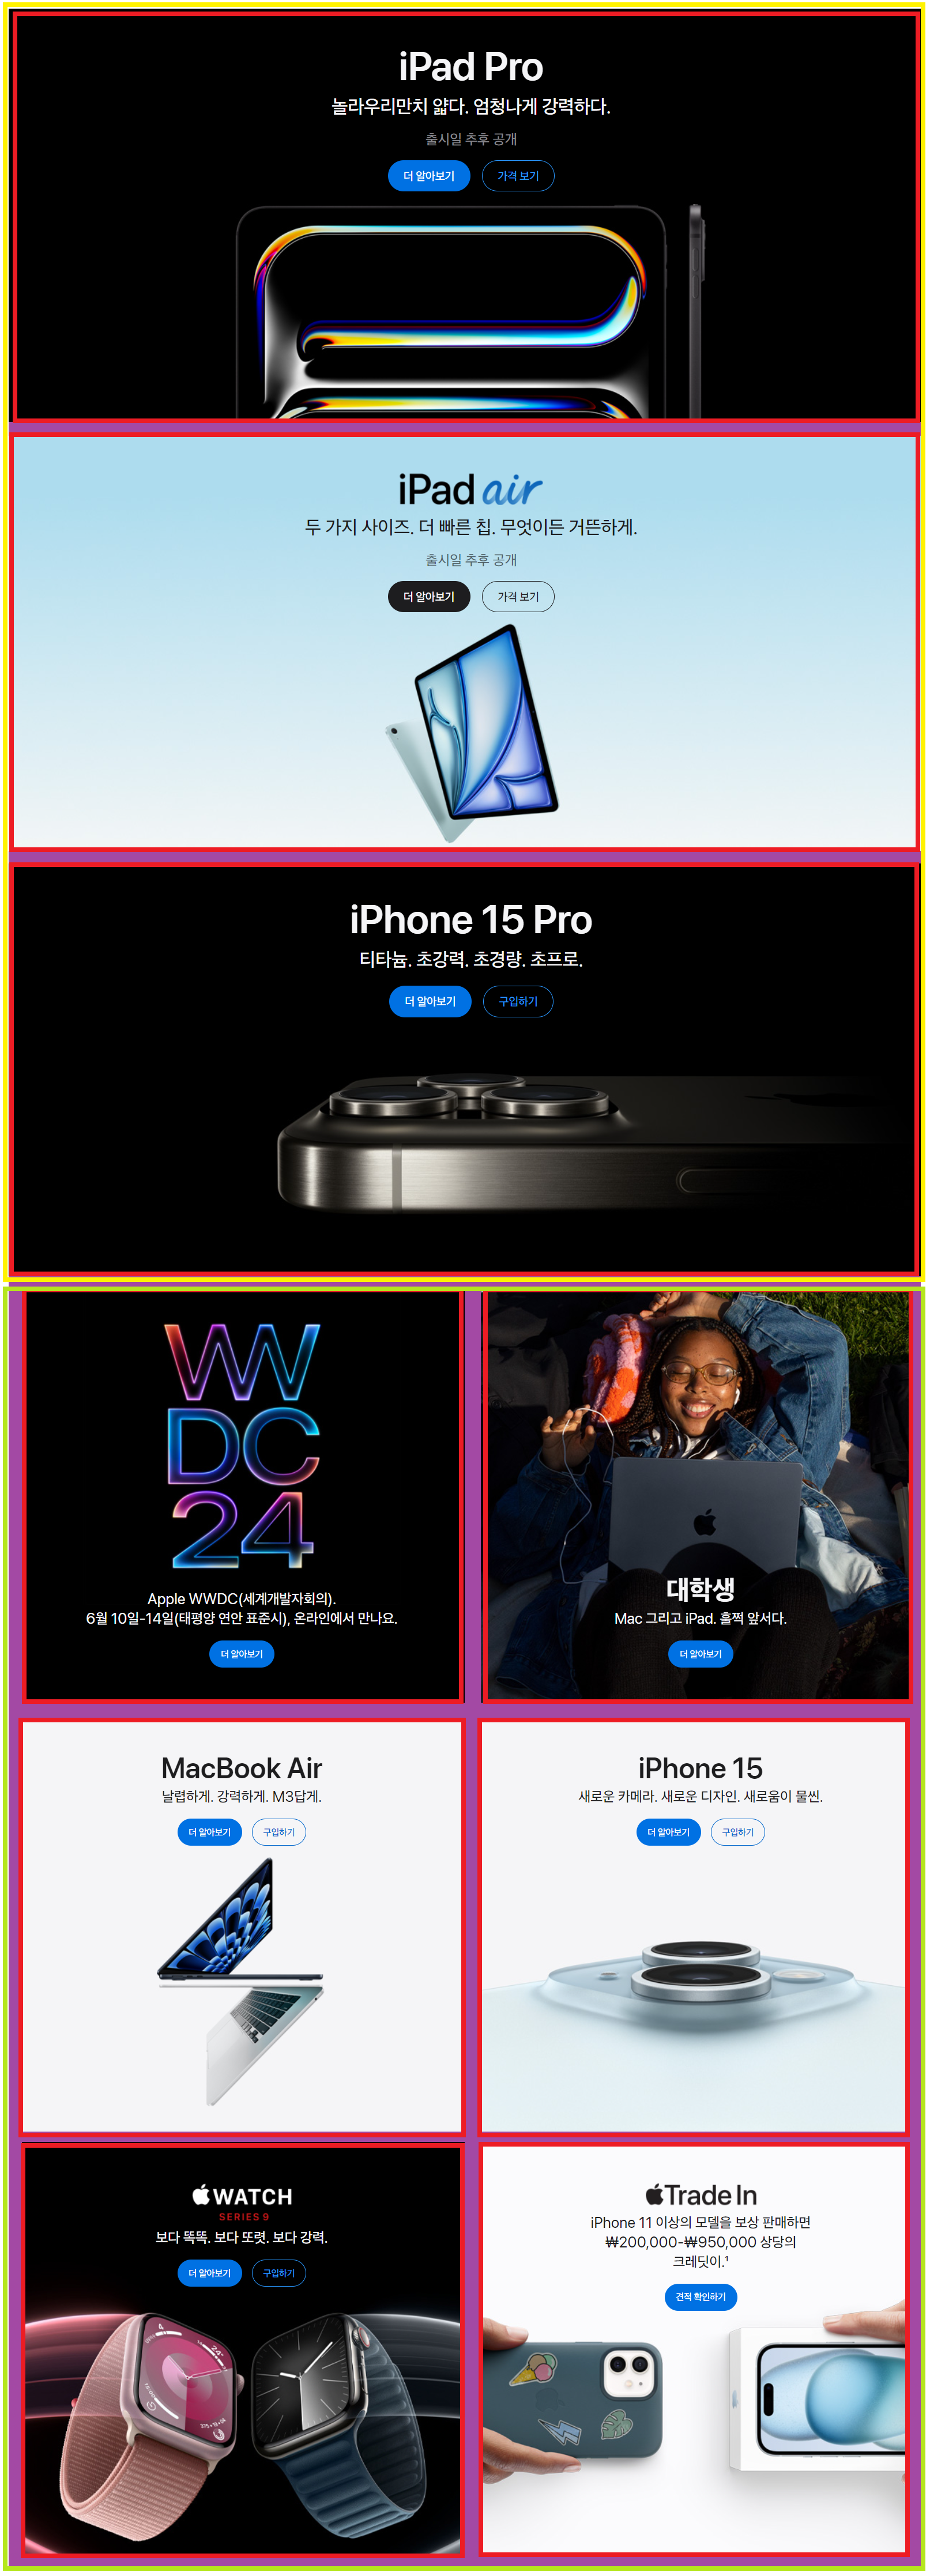 iPad Pro
놀라우리만치 얇다. 엄청나게 강력하다.
출시일 추후 공개
더 알아보기 가격 보기
iPad air
두 가지 사이즈. 더 빠른 칩. 무엇이든 거뜬하게.
출시일 추후 공개
더 알아보기 가격 보기
iPhone 15 Pro
티타늄. 초강력. 초경량. 초프로.
더 알아보기 구입하기
WW
DC
24
Apple WWDC(세계개발자회의).
6월 10일-14일(태평양 연안 표준시), 온라인에서 만나요.
더 알아보기
대학생
Mac 그리고 iPad. 훌쩍 앞서다.
더 알아보기
MacBook Air
날렵하게. 강력하게. M3답게.
더 알아보기 구입하기
iPhone 15
새로운 카메라. 새로운 디자인. 새로움이 물씬.
더 알아보기 구입하기
WATCH
SERIES 9
보다 똑똑. 보다 또렷. 보다 강력.
더 알아보기 구입하기
Trade In
iPhone 11 이상의 모델을 보상 판매하면
₩200,000-₩950,000 상당의
크레딧이.¹
견적 확인하기